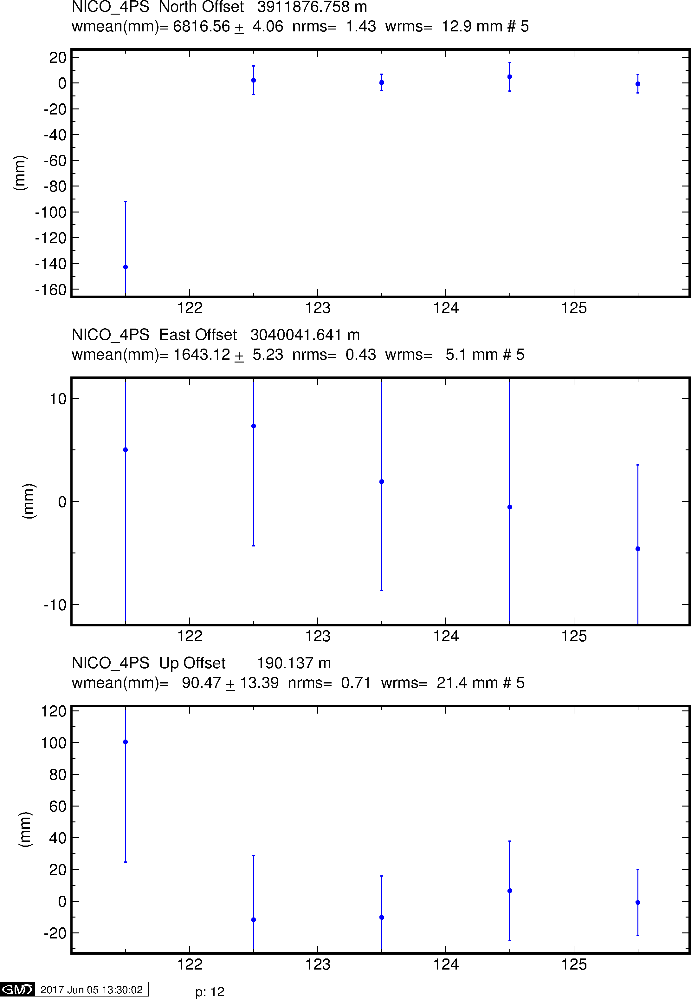 NICO_4PS North Offset 3911876.758 m
wmean(mm)= 6816.56 ± 4.06 nrms= 1.43 wrms= 12.9 mm # 5
20
0
-20
-40
-60
-80
-100
-120
-140
-160
(mm)
122 123 124 125
NICO_4PS East Offset 3040041.641 m
wmean(mm)= 1643.12 ± 5.23 nrms= 0.43 wrms= 5.1 mm # 5
10
0
-10
(mm)
122 123 124 125
NICO_4PS Up Offset 190.137 m
wmean(mm)= 90.47 ± 13.39 nrms= 0.71 wrms= 21.4 mm # 5
120
100
80
60
40
20
0
-20
(mm)
122 123 124 125
GMT 2017 Jun 05 13:30:02 p: 12